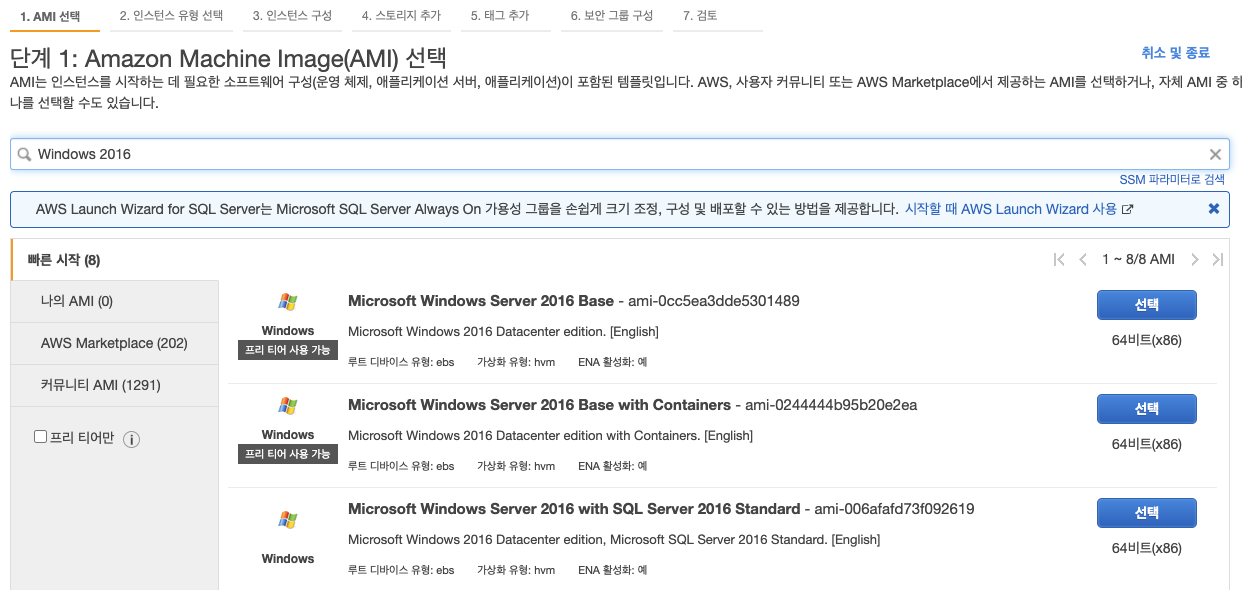 1. AMI 선택
2. 인스턴스 유형 선택
3. 인스턴스 구성
4. 스토리지 추가
5. 태그 추가
6. 보안 그룹 구성
7. 검토
단계 1: Amazon Machine Image(AMI) 선택
취소 및 종료
AMI는 인스턴스를 시작하는 데 필요한 소프트웨어 구성(운영 체제, 애플리케이션 서버, 애플리케이션)이 포함된 템플릿입니다. AWS, 사용자 커뮤니티 또는 AWS Marketplace에서 제공하는 AMI를 선택하거나, 자체 AMI 중 하
나를 선택할 수도 있습니다.
Windows 2016
SSM 파라미터로 검색
AWS Launch Wizard for SQL Server는 Microsoft SQL Server Always On 가용성 그룹을 손쉽게 크기 조정, 구성 및 배포할 수 있는 방법을 제공합니다. 시작할 때 AWS Launch Wizard 사용
빠른 시작 (8)
1 ~ 8/8 AMI
나의 AMI (0)
AWS Marketplace (202)
커뮤니티 AMI (1291)
프리 티어만
Windows
프리 티어 사용 가능
Microsoft Windows Server 2016 Base - ami-0cc5ea3dde5301489
Microsoft Windows 2016 Datacenter edition. [English]
루트 디바이스 유형: ebs 가상화 유형: hvm ENA 활성화: 예
선택
64비트(x86)
Windows
프리 티어 사용 가능
Microsoft Windows Server 2016 Base with Containers - ami-0244444b95b20e2ea
Microsoft Windows 2016 Datacenter edition with Containers. [English]
루트 디바이스 유형: ebs 가상화 유형: hvm ENA 활성화: 예
선택
64비트(x86)
Windows
Microsoft Windows Server 2016 with SQL Server 2016 Standard - ami-006afafd73f092619
Microsoft Windows 2016 Datacenter edition, Microsoft SQL Server 2016 Standard. [English]
루트 디바이스 유형: ebs 가상화 유형: hvm ENA 활성화: 예
선택
64비트(x86)